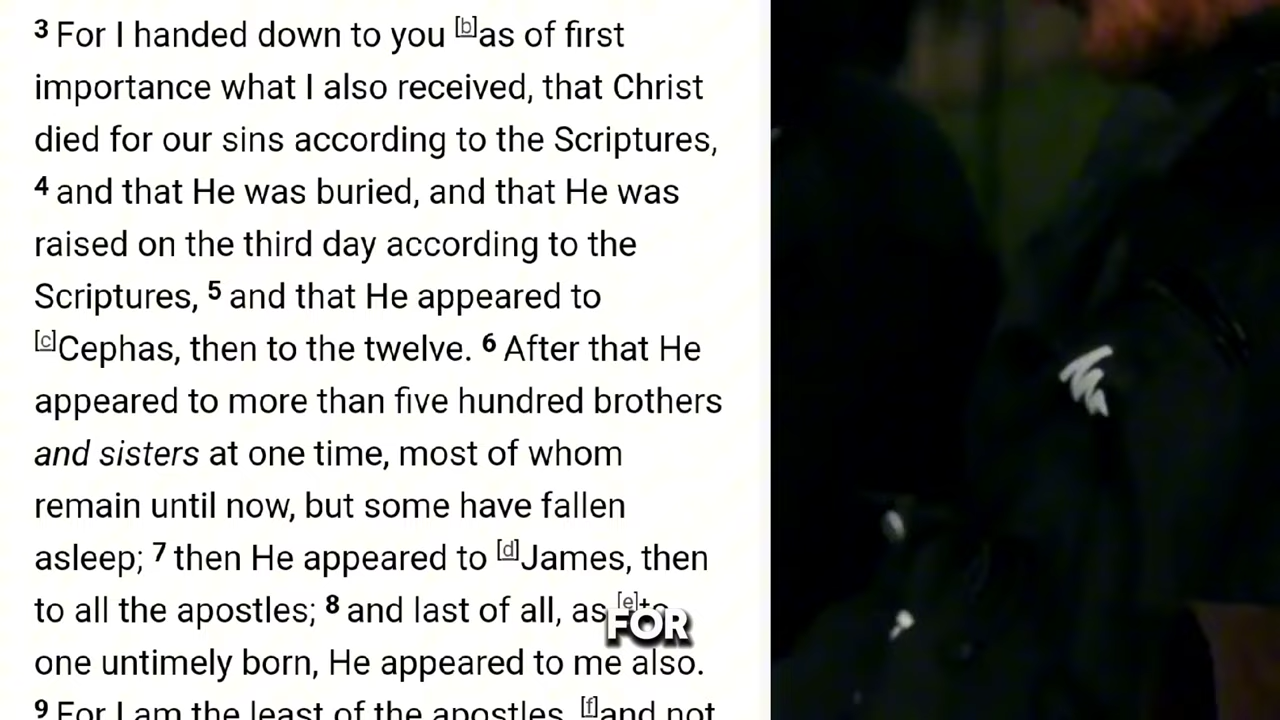 3 For I handed down to you [b]as of first
importance what I also received, that Christ
died for our sins according to the Scriptures,
4 and that He was buried, and that He was
raised on the third day according to the
Scriptures, 5 and that He appeared to
[c]Cephas, then to the twelve. 6 After that He
appeared to more than five hundred brothers
and sisters at one time, most of whom
remain until now, but some have fallen
asleep; 7 then He appeared to [d]James, then
to all the apostles; 8 and last of all, as [e]to
FOR
one untimely born, He appeared to me also.
9 For I am the least of the apostles, [f]and not